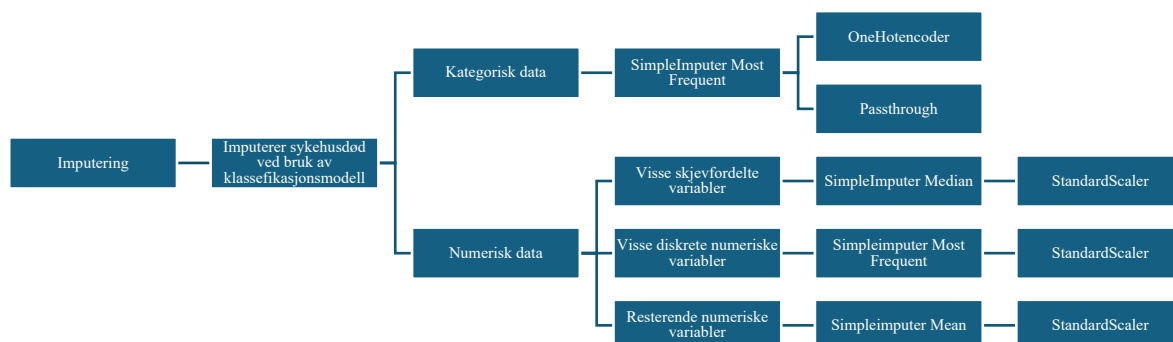 Imputering
Imputerer sykehusdød
ved bruk av
klassefikasjonsmodell
Kategorisk data
SimpleImputer Most
Frequent
OneHotencoder
Passthrough
Numerisk data
Visse skjevfordelte
variabler
SimpleImputer Median
StandardScaler
Visse diskrete numeriske
variabler
Simpleimputer Most
Frequent
StandardScaler
Resterende numeriske
variabler
Simpleimputer Mean
StandardScaler